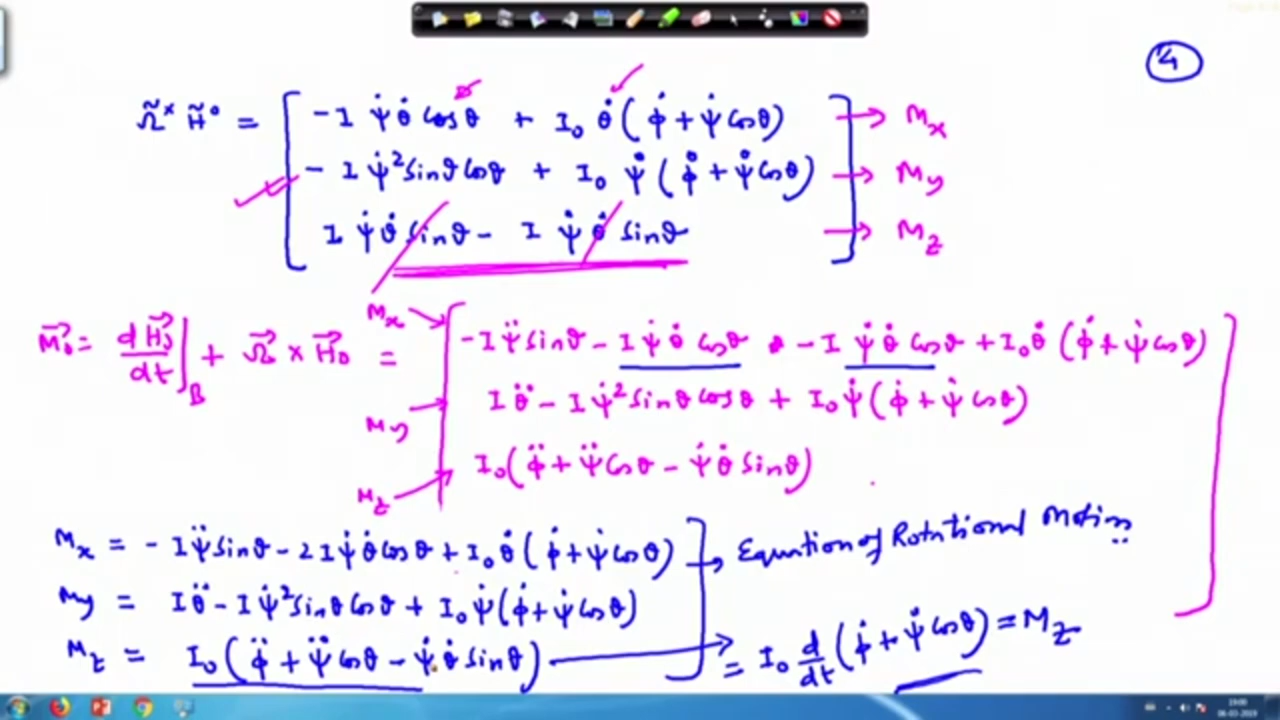 4
Ω̃ˣ H̃⁰ = [ -I ψ̇ θ̇ cosθ + I₀ θ̇ (φ̇ + ψ̇ cosθ) ] → Mx
- I ψ̇² sinθ cosθ + I₀ ψ̇ (φ̇ + ψ̇ cosθ) → My
I ψ̇ θ̇ sinθ - I ψ̇ θ̇ sinθ → Mz
M⃗₀ = dH⃗₀/dt |B + Ω⃗ × H⃗₀ = Mx → [ -I ψ̈ sinθ - I ψ̇ θ̇ cosθ - I ψ̇ θ̇ cosθ + I₀ θ̇ (φ̇ + ψ̇ cosθ) ]
My → I θ̈ - I ψ̇² sinθ cosθ + I₀ ψ̇ (φ̇ + ψ̇ cosθ)
Mz → I₀ (φ̈ + ψ̈ cosθ - ψ̇ θ̇ sinθ)
Mx = - I ψ̈ sinθ - 2 I ψ̇ θ̇ cosθ + I₀ θ̇ (φ̇ + ψ̇ cosθ) ] → Equation of Rotational Motion
My = I θ̈ - I ψ̇² sinθ cosθ + I₀ ψ̇ (φ̇ + ψ̇ cosθ)
Mz = I₀ (φ̈ + ψ̈ cosθ - ψ̇ θ̇ sinθ) → = I₀ d/dt (φ̇ + ψ̇ cosθ) = Mz